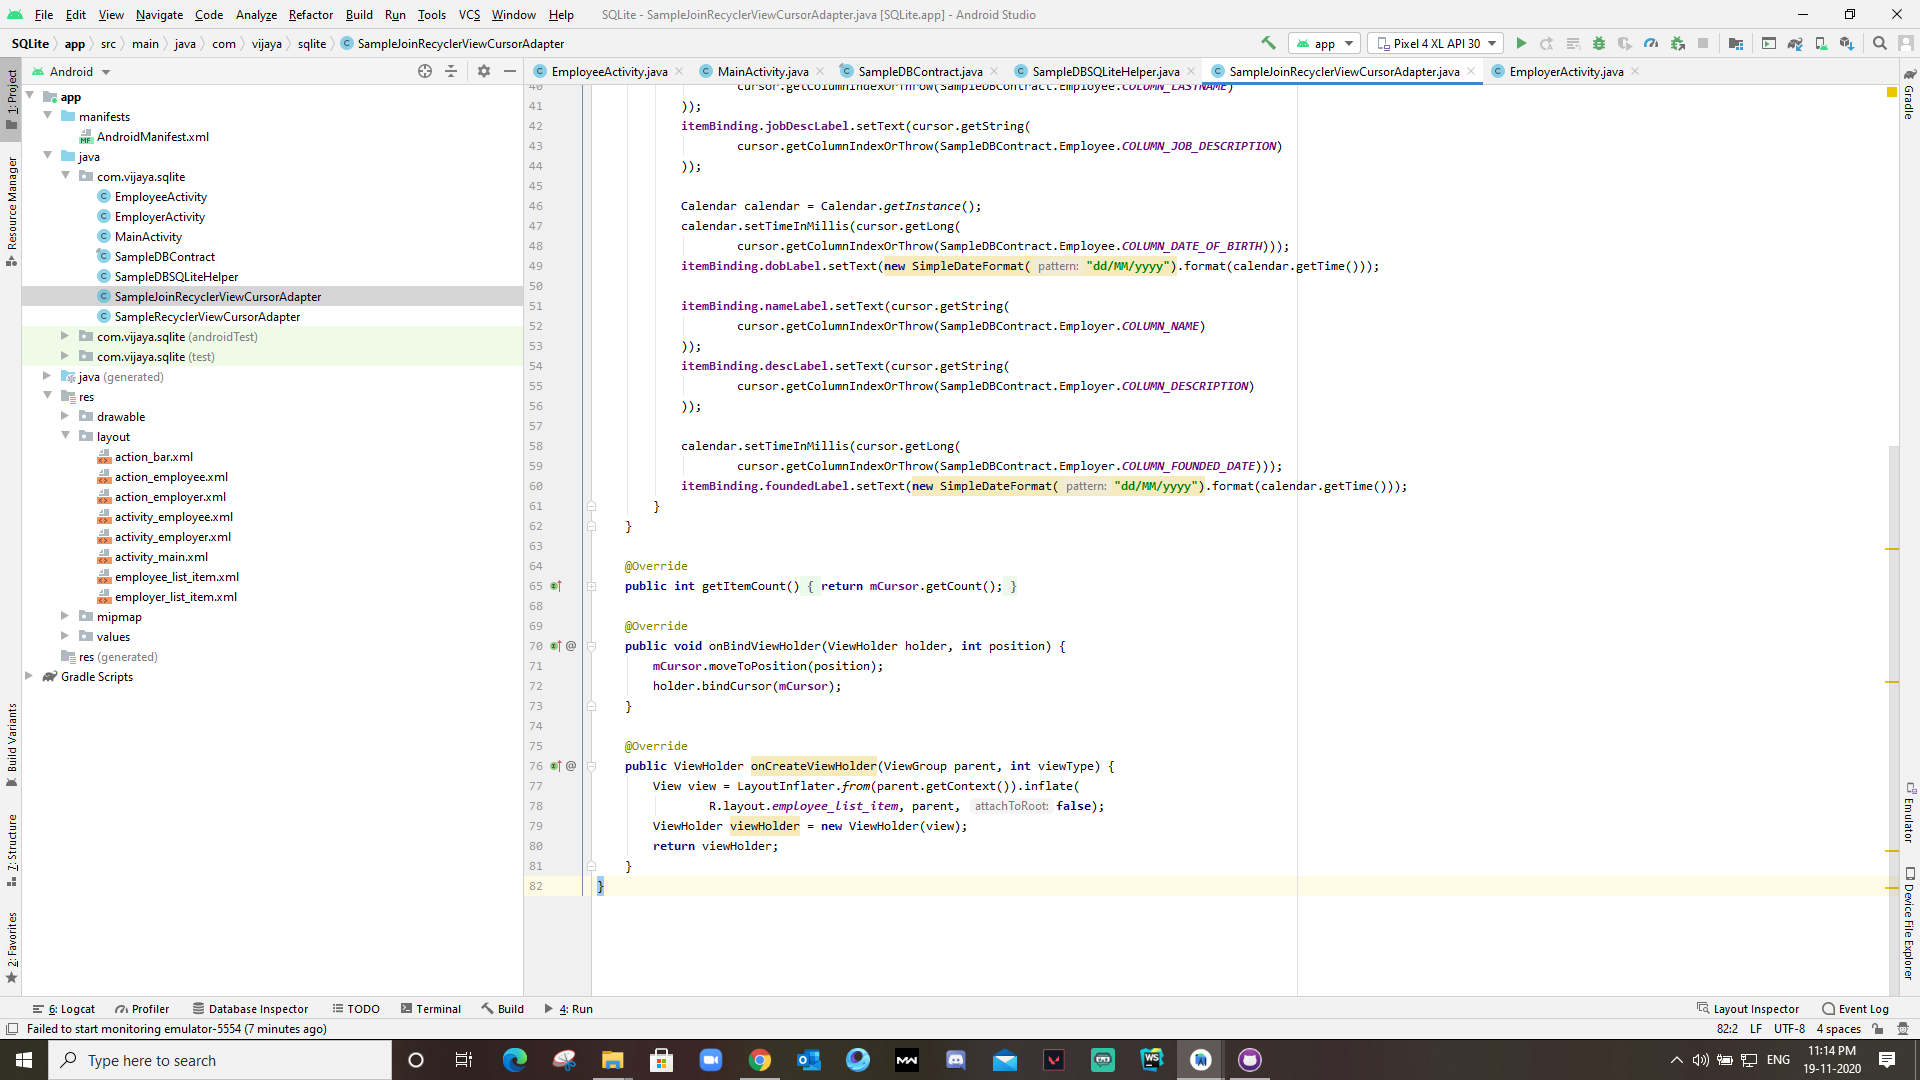 File Edit View Navigate Code Analyze Refactor Build Run Tools VCS Window Help SQLite - SampleJoinRecyclerViewCursorAdapter.java [SQLite.app] - Android Studio
SQLite app src main java com vijaya sqlite SampleJoinRecyclerViewCursorAdapter app Pixel 4 XL API 30
Android
EmployeeActivity.java MainActivity.java SampleDBContract.java SampleDBSQLiteHelper.java SampleJoinRecyclerViewCursorAdapter.java EmployerActivity.java
1: Project
Resource Manager
Build Variants
7: Structure
2: Favorites
app
manifests
AndroidManifest.xml
java
com.vijaya.sqlite
EmployeeActivity
EmployerActivity
MainActivity
SampleDBContract
SampleDBSQLiteHelper
SampleJoinRecyclerViewCursorAdapter
SampleRecyclerViewCursorAdapter
com.vijaya.sqlite (androidTest)
com.vijaya.sqlite (test)
java (generated)
res
drawable
layout
action_bar.xml
action_employee.xml
action_employer.xml
activity_employee.xml
activity_employer.xml
activity_main.xml
employee_list_item.xml
employer_list_item.xml
mipmap
values
res (generated)
Gradle Scripts
40 cursor.getColumnIndexOrThrow(SampleDBContract.Employee.COLUMN_LASTNAME)
41 ));
42 itemBinding.jobDescLabel.setText(cursor.getString(
43 cursor.getColumnIndexOrThrow(SampleDBContract.Employee.COLUMN_JOB_DESCRIPTION)
44 ));
45
46 Calendar calendar = Calendar.getInstance();
47 calendar.setTimeInMillis(cursor.getLong(
48 cursor.getColumnIndexOrThrow(SampleDBContract.Employee.COLUMN_DATE_OF_BIRTH)));
49 itemBinding.dobLabel.setText(new SimpleDateFormat( pattern: "dd/MM/yyyy").format(calendar.getTime()));
50
51 itemBinding.nameLabel.setText(cursor.getString(
52 cursor.getColumnIndexOrThrow(SampleDBContract.Employer.COLUMN_NAME)
53 ));
54 itemBinding.descLabel.setText(cursor.getString(
55 cursor.getColumnIndexOrThrow(SampleDBContract.Employer.COLUMN_DESCRIPTION)
56 ));
57
58 calendar.setTimeInMillis(cursor.getLong(
59 cursor.getColumnIndexOrThrow(SampleDBContract.Employer.COLUMN_FOUNDED_DATE)));
60 itemBinding.foundedLabel.setText(new SimpleDateFormat( pattern: "dd/MM/yyyy").format(calendar.getTime()));
61 }
62 }
63
64 @Override
65 public int getItemCount() { return mCursor.getCount(); }
68
69 @Override
70 @ public void onBindViewHolder(ViewHolder holder, int position) {
71 mCursor.moveToPosition(position);
72 holder.bindCursor(mCursor);
73 }
74
75 @Override
76 @ public ViewHolder onCreateViewHolder(ViewGroup parent, int viewType) {
77 View view = LayoutInflater.from(parent.getContext()).inflate(
78 R.layout.employee_list_item, parent, attachToRoot: false);
79 ViewHolder viewHolder = new ViewHolder(view);
80 return viewHolder;
81 }
82 }
Gradle
Emulator
Device File Explorer
6: Logcat Profiler Database Inspector TODO Terminal Build 4: Run Layout Inspector Event Log
Failed to start monitoring emulator-5554 (7 minutes ago) 82:2 LF UTF-8 4 spaces
Type here to search
ENG
11:14 PM
19-11-2020